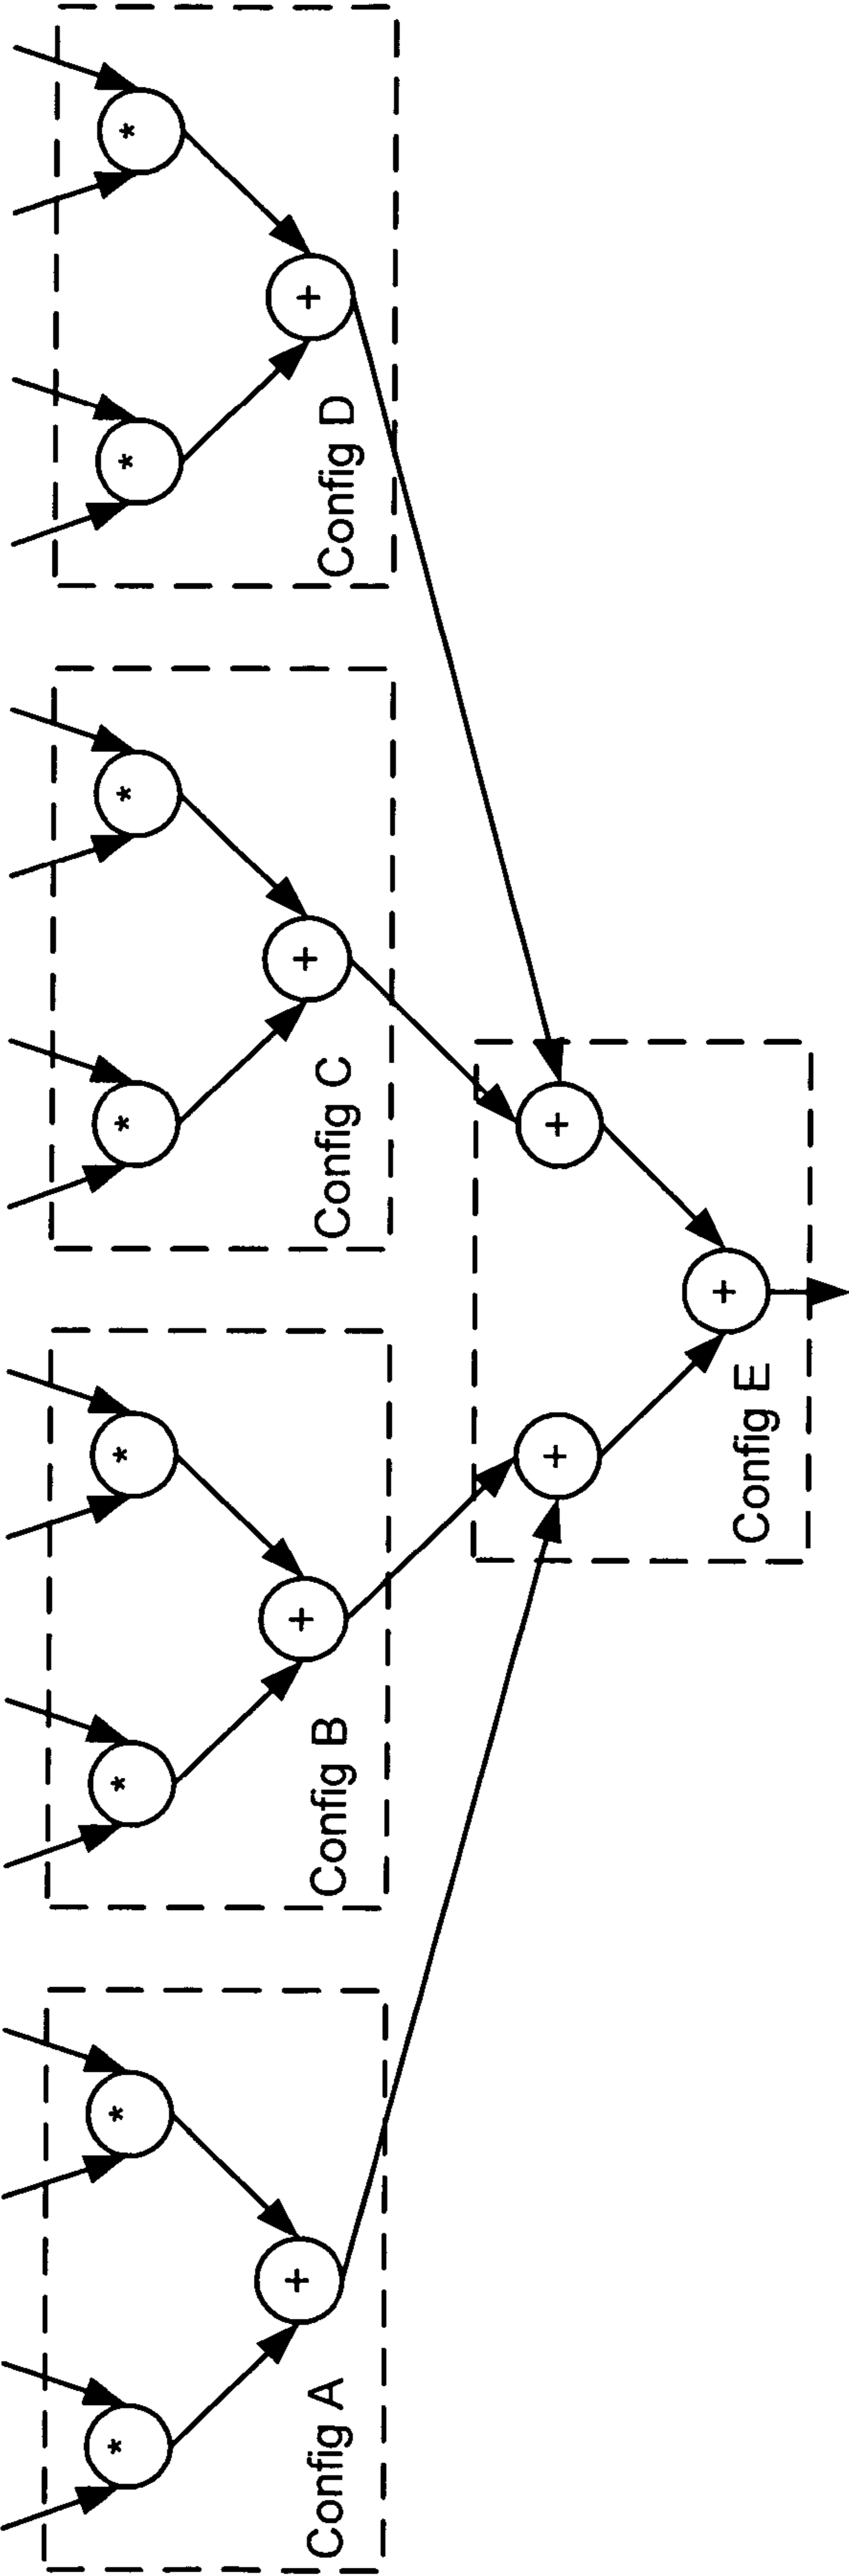 * * * * * * * *
+ + + +
Config A Config B Config C Config D
+ +
+
Config E